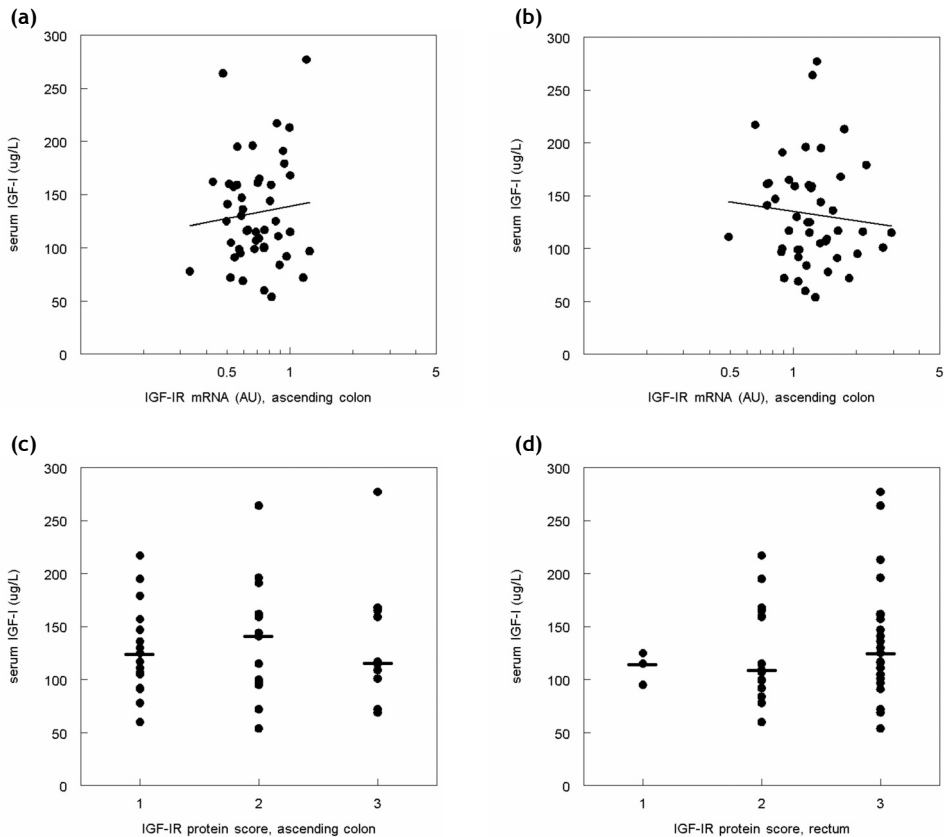 (a)
300
250
200
150
100
50
0
serum IGF-I (ug/L)
0.5 1 5
IGF-IR mRNA (AU), ascending colon
(b)
300
250
200
150
100
50
0
serum IGF-I (ug/L)
0.5 1 5
IGF-IR mRNA (AU), ascending colon
(c)
300
250
200
150
100
50
0
serum IGF-I (ug/L)
1 2 3
IGF-IR protein score, ascending colon
(d)
300
250
200
150
100
50
0
serum IGF-I (ug/L)
1 2 3
IGF-IR protein score, rectum